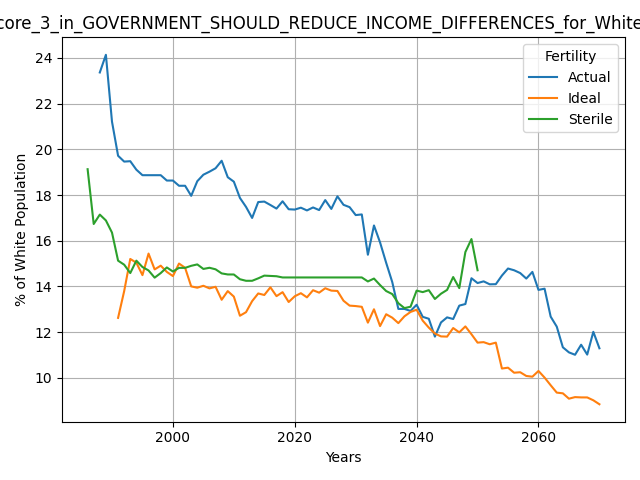 core_3_in_GOVERNMENT_SHOULD_REDUCE_INCOME_DIFFERENCES_for_White
Fertility
Actual
Ideal
Sterile
% of White Population
24
22
20
18
16
14
12
10
2000 2020 2040 2060
Years